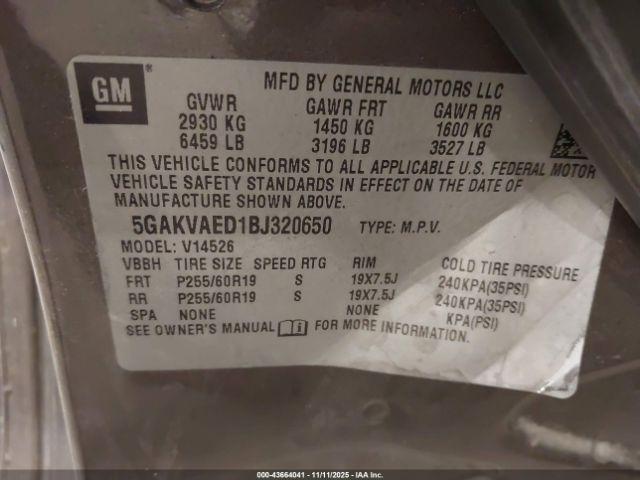 GM®
MFD BY GENERAL MOTORS LLC
GVWR GAWR FRT GAWR RR
2930 KG 1450 KG 1600 KG
6459 LB 3196 LB 3527 LB
THIS VEHICLE CONFORMS TO ALL APPLICABLE U.S. FEDERAL MOTOR
VEHICLE SAFETY STANDARDS IN EFFECT ON THE DATE OF
MANUFACTURE SHOWN ABOVE.
5GAKVAED1BJ320650 TYPE: M.P.V.
MODEL: V14526
VBBH TIRE SIZE SPEED RTG RIM COLD TIRE PRESSURE
FRT P255/60R19 S 19X7.5J 240KPA(35PSI)
RR P255/60R19 S 19X7.5J 240KPA(35PSI)
SPA NONE NONE KPA(PSI)
SEE OWNER'S MANUAL i FOR MORE INFORMATION.
000-43664041 - 11/11/2025 - IAA Inc.